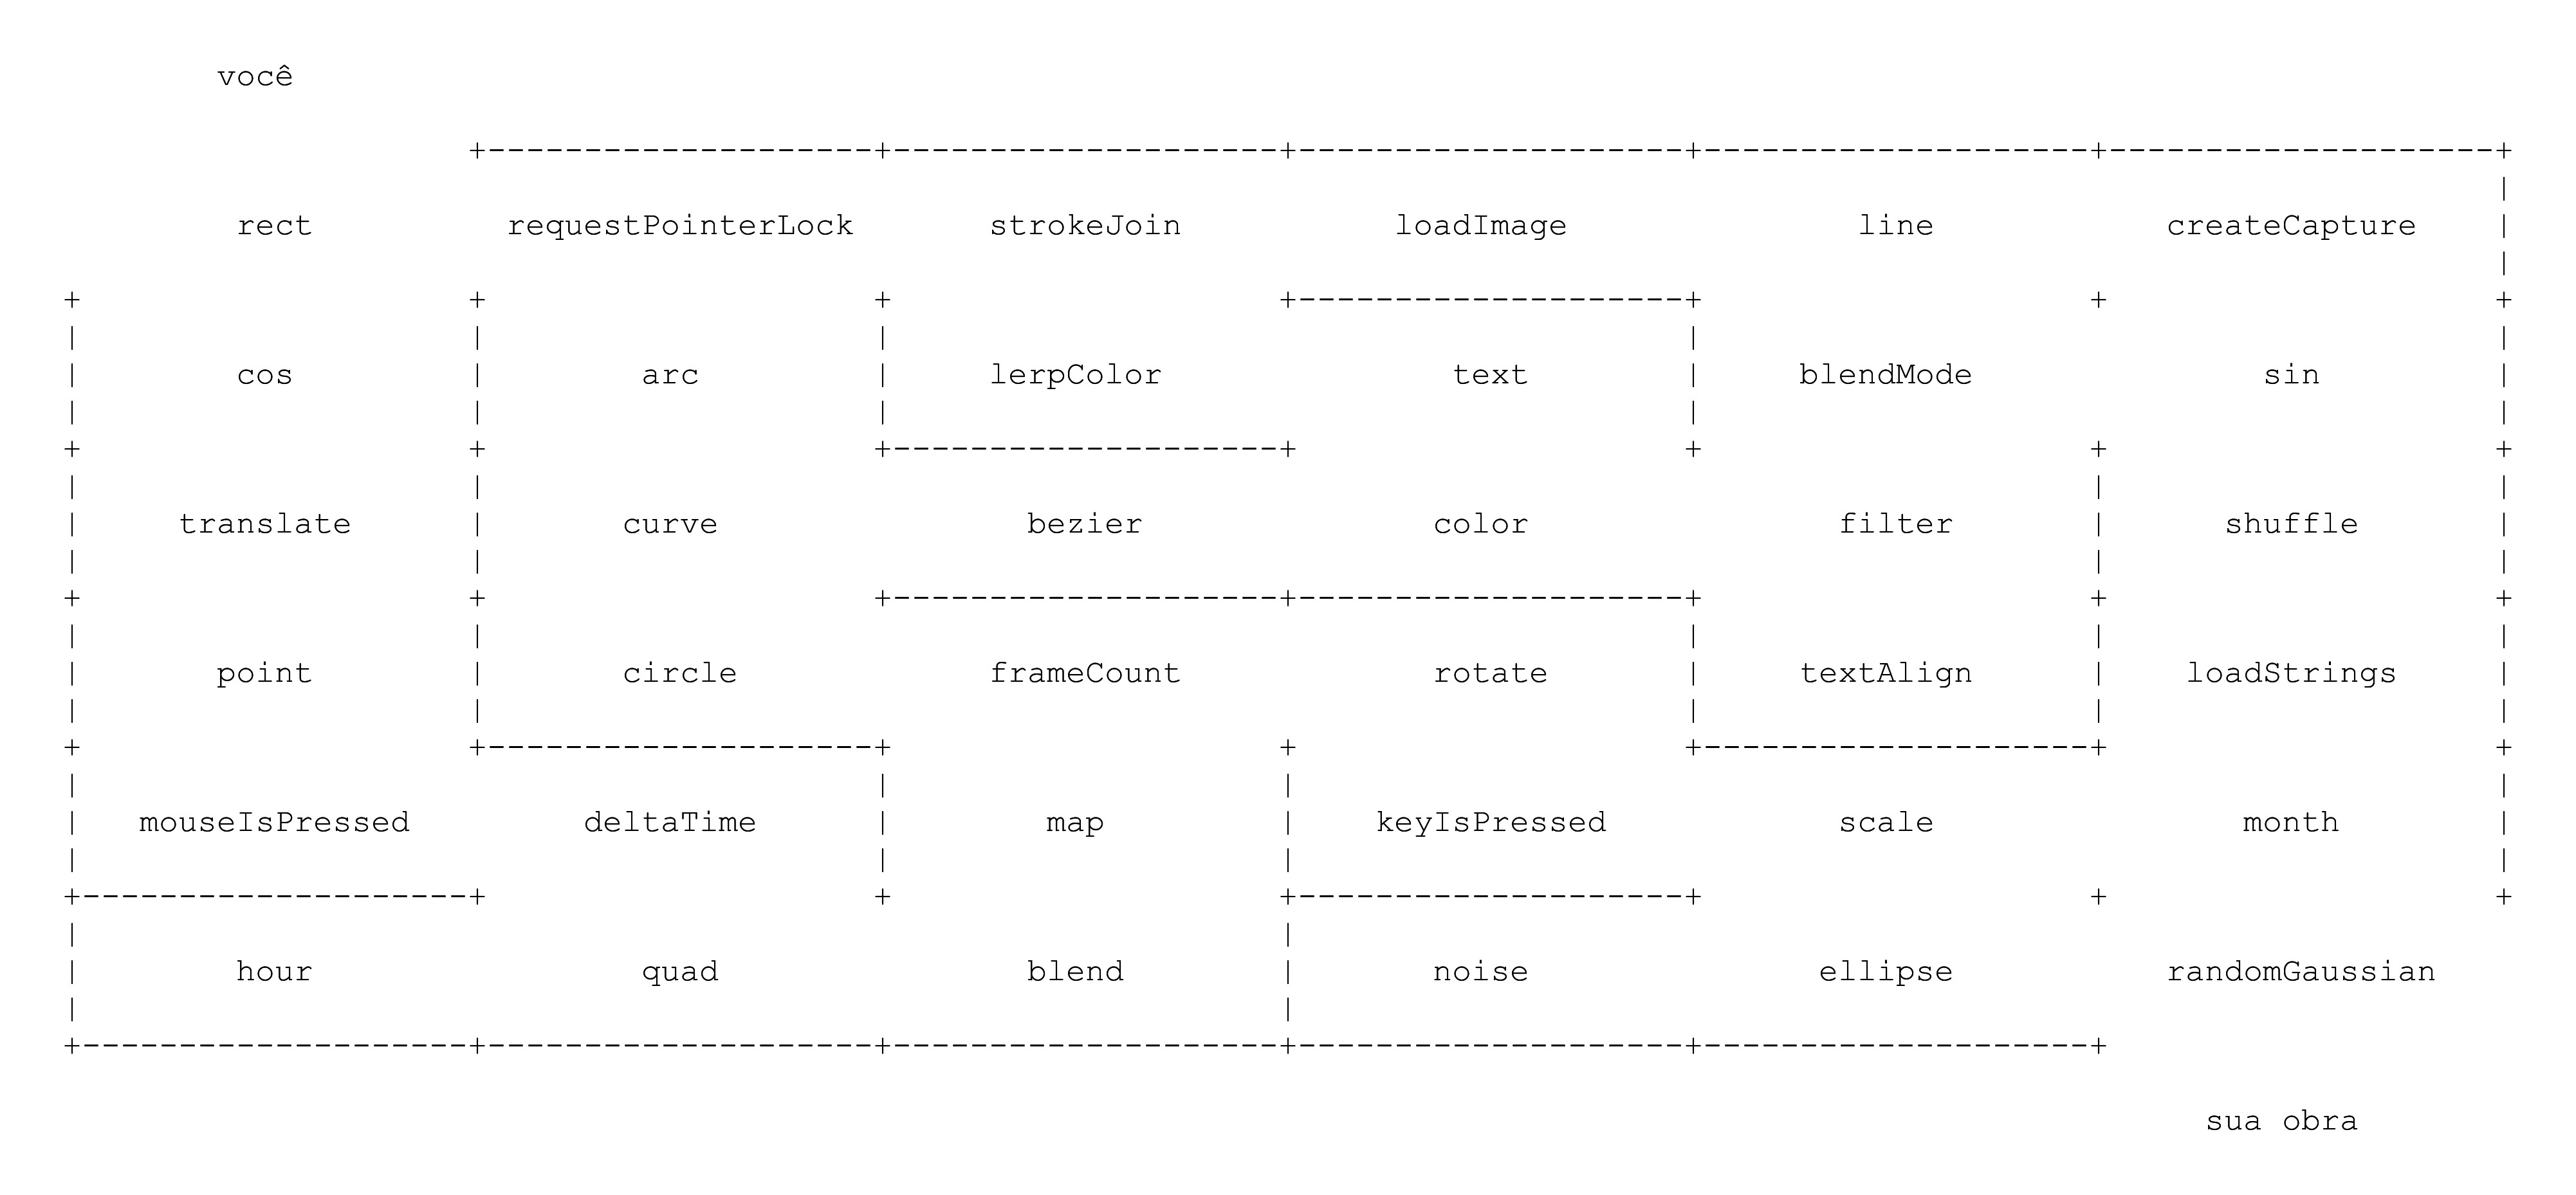 você
rect requestPointerLock strokeJoin loadImage line createCapture
cos arc lerpColor text blendMode sin
translate curve bezier color filter shuffle
point circle frameCount rotate textAlign loadStrings
mouseIsPressed deltaTime map keyIsPressed scale month
hour quad blend noise ellipse randomGaussian
sua obra